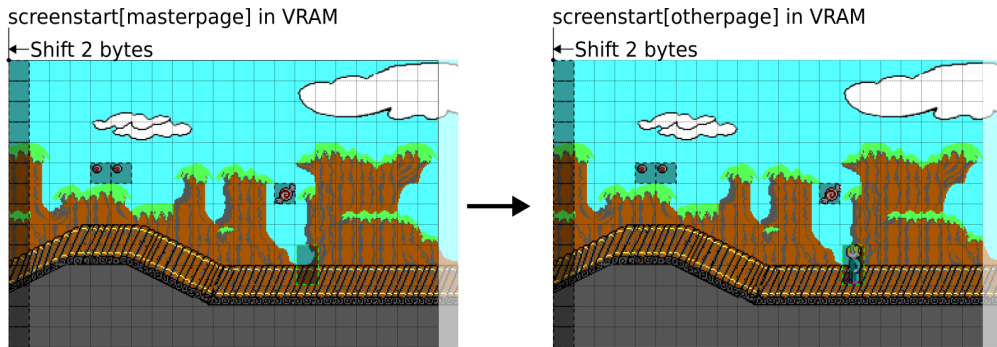 screenstart[masterpage] in VRAM
Shift 2 bytes
screenstart[otherpage] in VRAM
Shift 2 bytes